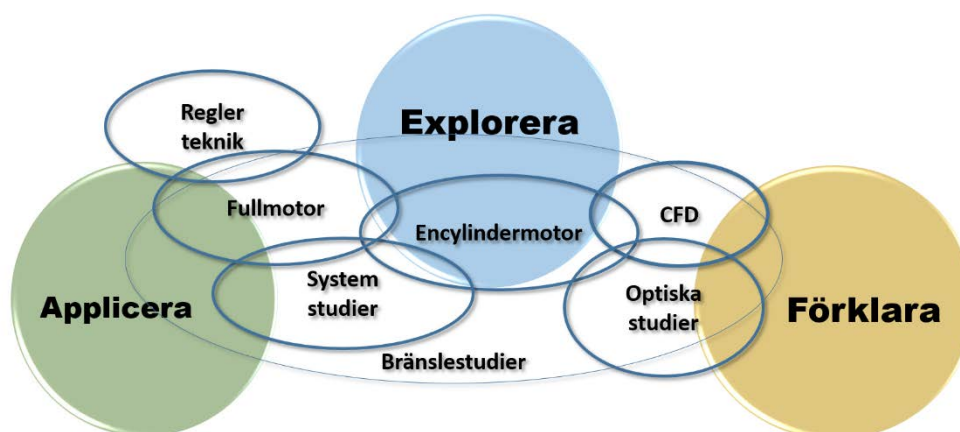 Regler
teknik
Explorera
Fullmotor
Encylindermotor
CFD
System
studier
Optiska
studier
Applicera
Förklara
Bränslestudier